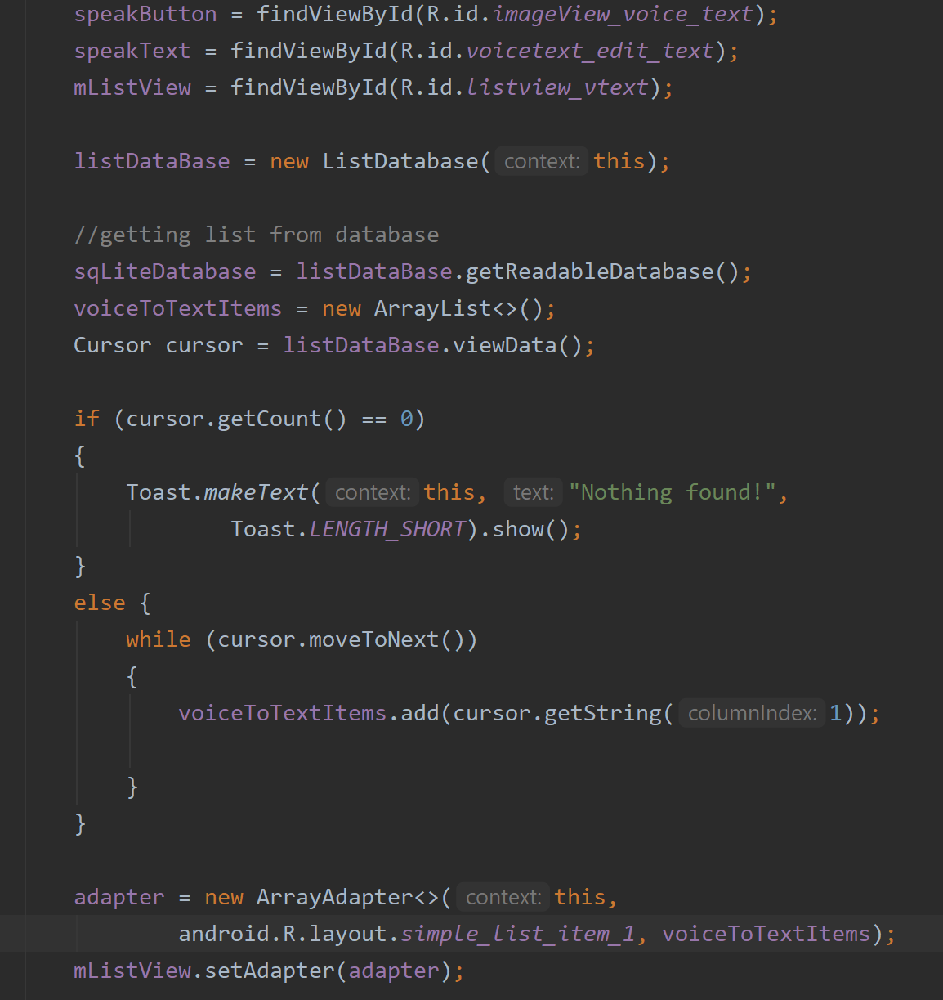 speakButton = findViewById(R.id.imageView_voice_text);
speakText = findViewById(R.id.voicetext_edit_text);
mListView = findViewById(R.id.listview_vtext);
listDataBase = new ListDatabase( context: this);
//getting list from database
sqLiteDatabase = listDataBase.getReadableDatabase();
voiceToTextItems = new ArrayList<>();
Cursor cursor = listDataBase.viewData();
if (cursor.getCount() == 0)
{
Toast.makeText( context: this, text: "Nothing found!",
Toast.LENGTH_SHORT).show();
}
else {
while (cursor.moveToNext())
{
voiceToTextItems.add(cursor.getString( columnIndex: 1));
}
}
adapter = new ArrayAdapter<>( context: this,
android.R.layout.simple_list_item_1, voiceToTextItems);
mListView.setAdapter(adapter);